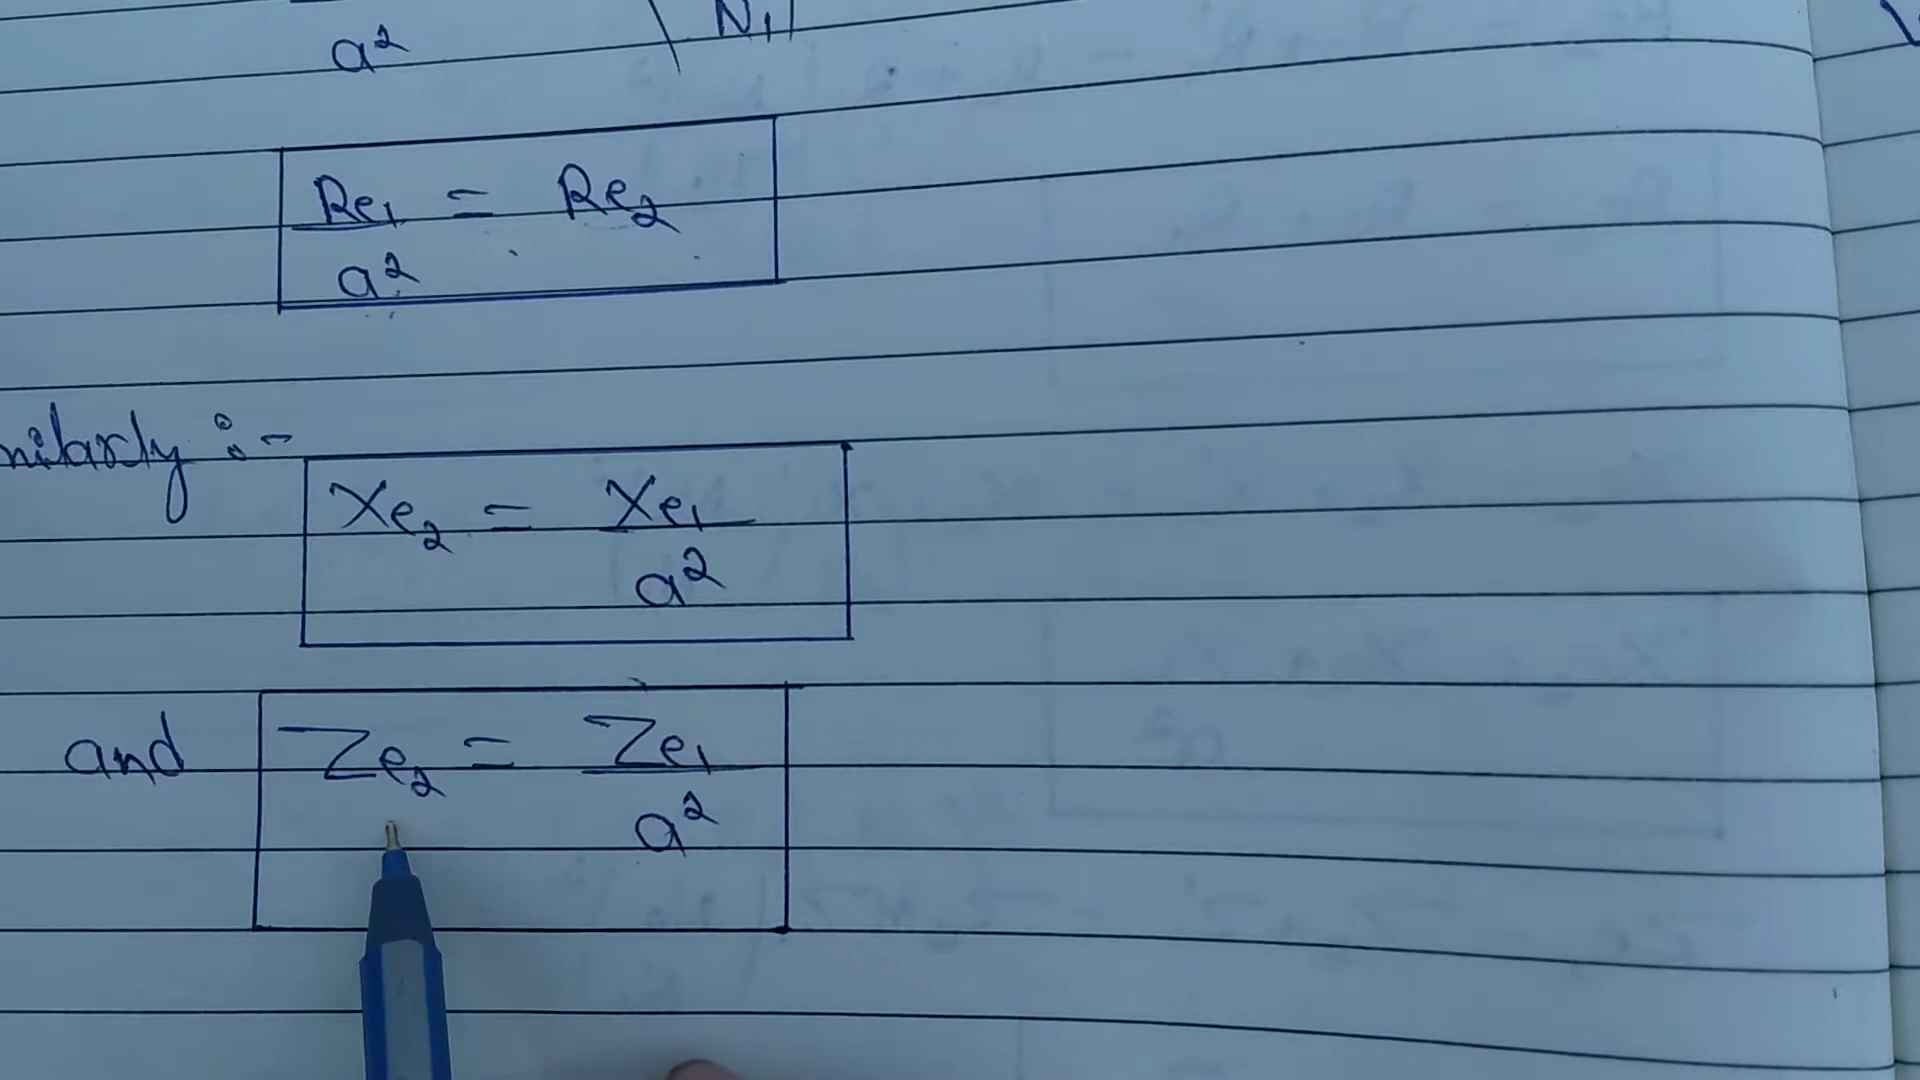 a² | N₁ |
Re₁ = Re₂
a²
milarly :-
Xe₂ = Xe₁
a²
and Ze₂ = Ze₁
a²